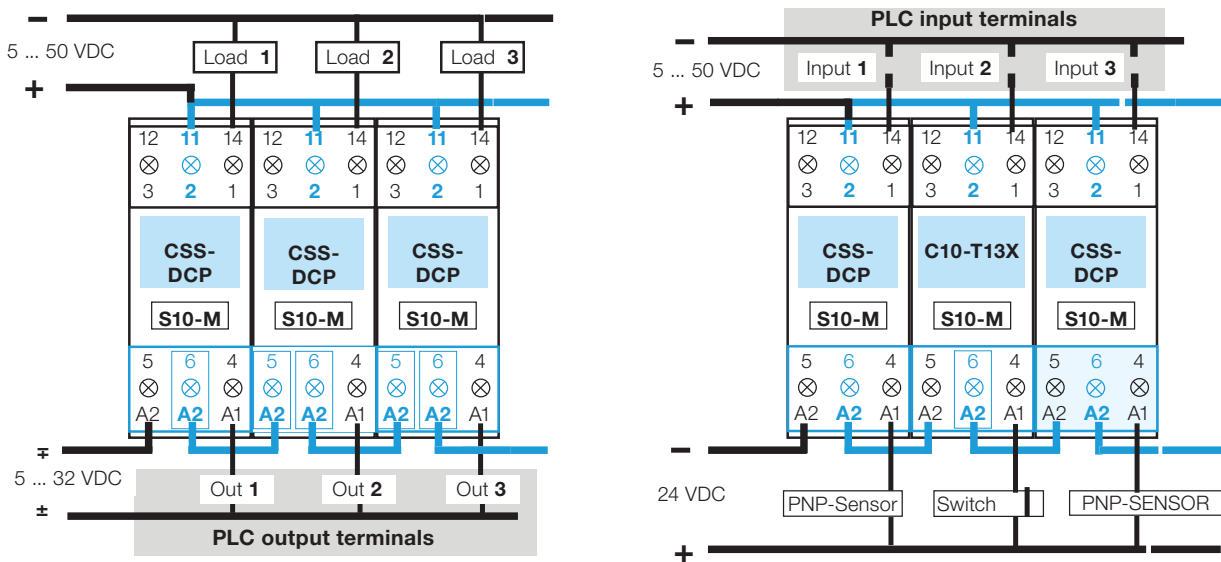 −
5 ... 50 VDC
+
Load 1 Load 2 Load 3
12 11 14 12 11 14 12 11 14
3 2 1 3 2 1 3 2 1
CSS-
DCP
CSS-
DCP
CSS-
DCP
S10-M S10-M S10-M
5 6 4 5 6 4 5 6 4
A2 A2 A1 A2 A2 A1 A2 A2 A1
∓
5 ... 32 VDC
±
Out 1 Out 2 Out 3
PLC output terminals
PLC input terminals
−
5 ... 50 VDC
+
Input 1 Input 2 Input 3
12 11 14 12 11 14 12 11 14
3 2 1 3 2 1 3 2 1
CSS-
DCP
C10-T13X
CSS-
DCP
S10-M S10-M S10-M
5 6 4 5 6 4 5 6 4
A2 A2 A1 A2 A2 A1 A2 A2 A1
−
24 VDC
+
PNP-Sensor Switch PNP-SENSOR